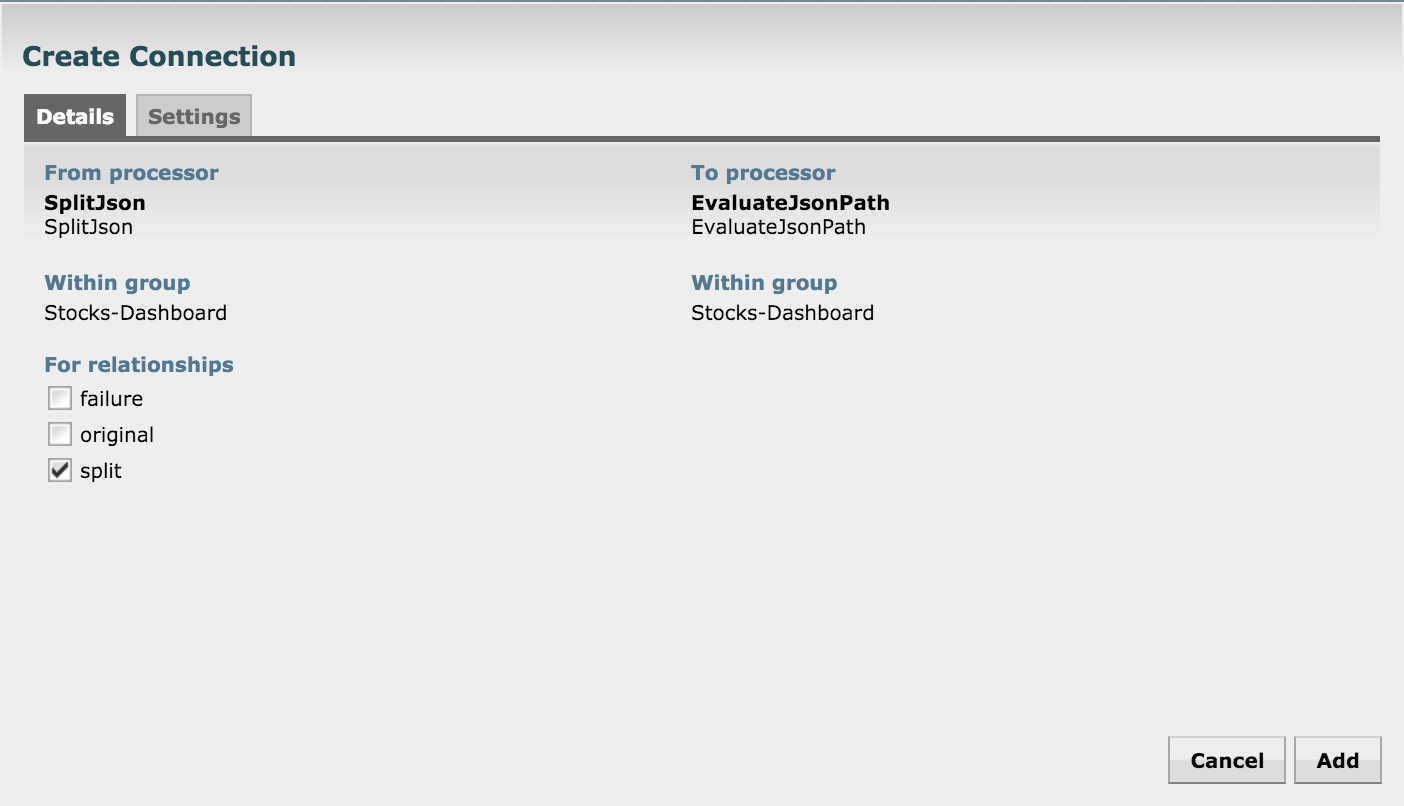 Create Connection
Details
Settings
From processor
To processor
SplitJson
EvaluateJsonPath
SplitJson
EvaluateJsonPath
Within group
Within group
Stocks-Dashboard
Stocks-Dashboard
For relationships
failure
original
split
Cancel
Add